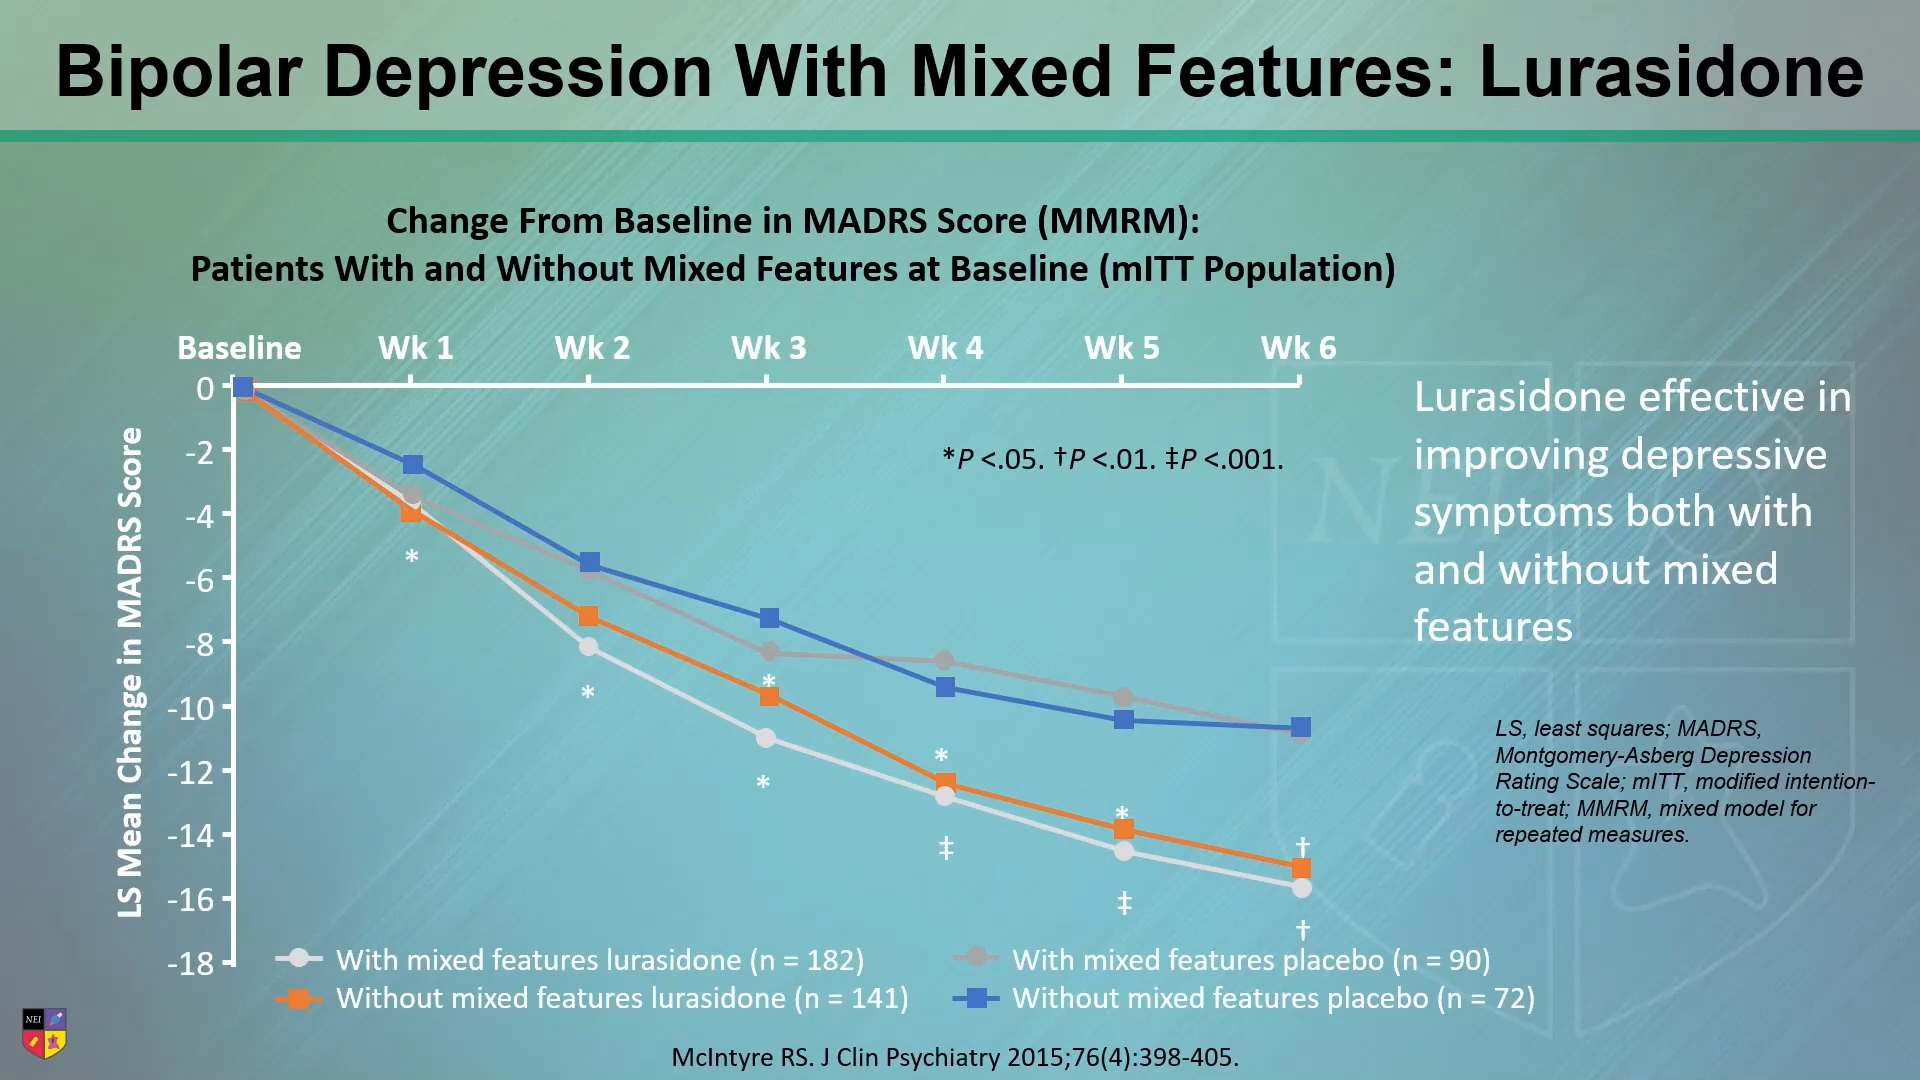 Bipolar Depression With Mixed Features: Lurasidone
Change From Baseline in MADRS Score (MMRM):
Patients With and Without Mixed Features at Baseline (mITT Population)
Baseline Wk 1 Wk 2 Wk 3 Wk 4 Wk 5 Wk 6
LS Mean Change in MADRS Score
0
-2
-4
-6
-8
-10
-12
-14
-16
-18
*P <.05. †P <.01. ‡P <.001.
*
*
*
*
*
‡
*
‡
†
†
With mixed features lurasidone (n = 182)
With mixed features placebo (n = 90)
Without mixed features lurasidone (n = 141)
Without mixed features placebo (n = 72)
Lurasidone effective in
improving depressive
symptoms both with
and without mixed
features
LS, least squares; MADRS,
Montgomery-Asberg Depression
Rating Scale; mITT, modified intention-
to-treat; MMRM, mixed model for
repeated measures.
NEI
NEI
McIntyre RS. J Clin Psychiatry 2015;76(4):398-405.